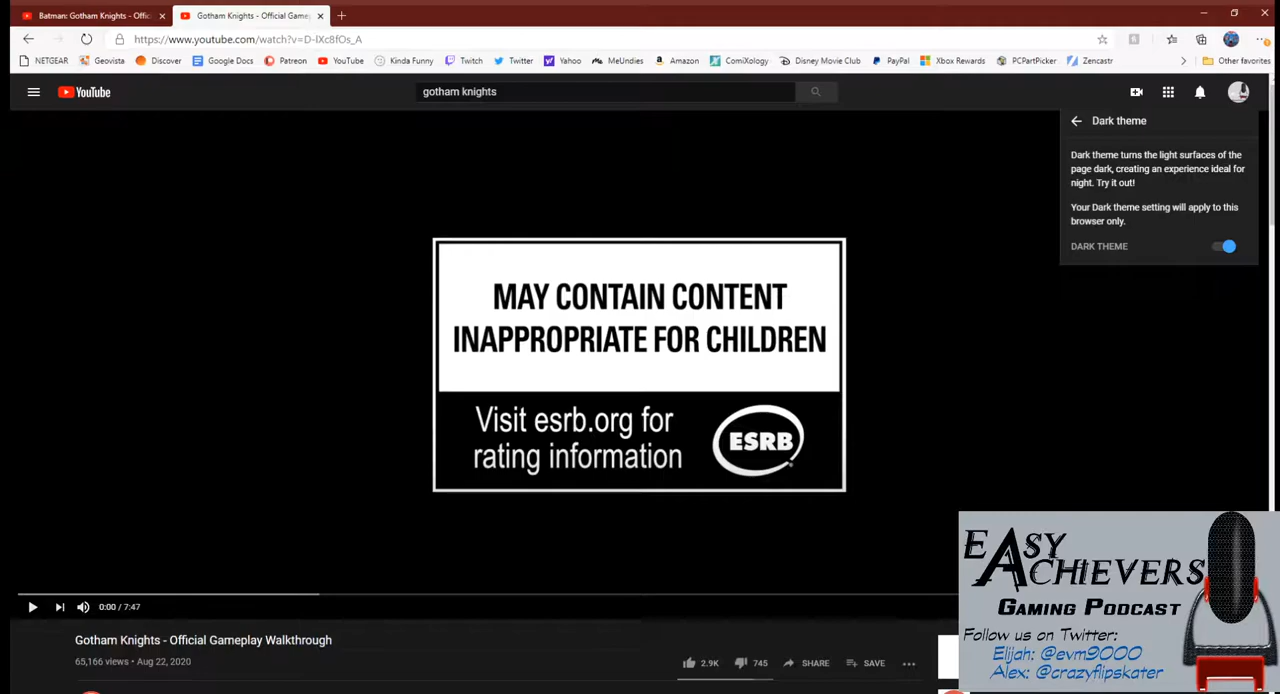 Batman: Gotham Knights - Offic
Gotham Knights - Official Game
https://www.youtube.com/watch?v=D-IXc8fOs_A
NETGEAR
Geovista
Discover
Google Docs
Patreon
YouTube
Kinda Funny
Twitch
Twitter
Yahoo
MeUndies
Amazon
ComiXology
Disney Movie Club
PayPal
Xbox Rewards
PCPartPicker
Zencastr
Other favorites
YouTube
gotham knights
Dark theme
Dark theme turns the light surfaces of the
page dark, creating an experience ideal for
night. Try it out!
Your Dark theme setting will apply to this
browser only.
DARK THEME
MAY CONTAIN CONTENT
INAPPROPRIATE FOR CHILDREN
Visit esrb.org for
rating information
ESRB
0:00 / 7:47
Gotham Knights - Official Gameplay Walkthrough
65,166 views • Aug 22, 2020
2.9K
745
SHARE
SAVE
EASY
ACHIEVERS
GAMING PODCAST
Follow us on Twitter:
Elijah: @evm9000
Alex: @crazyflipskater